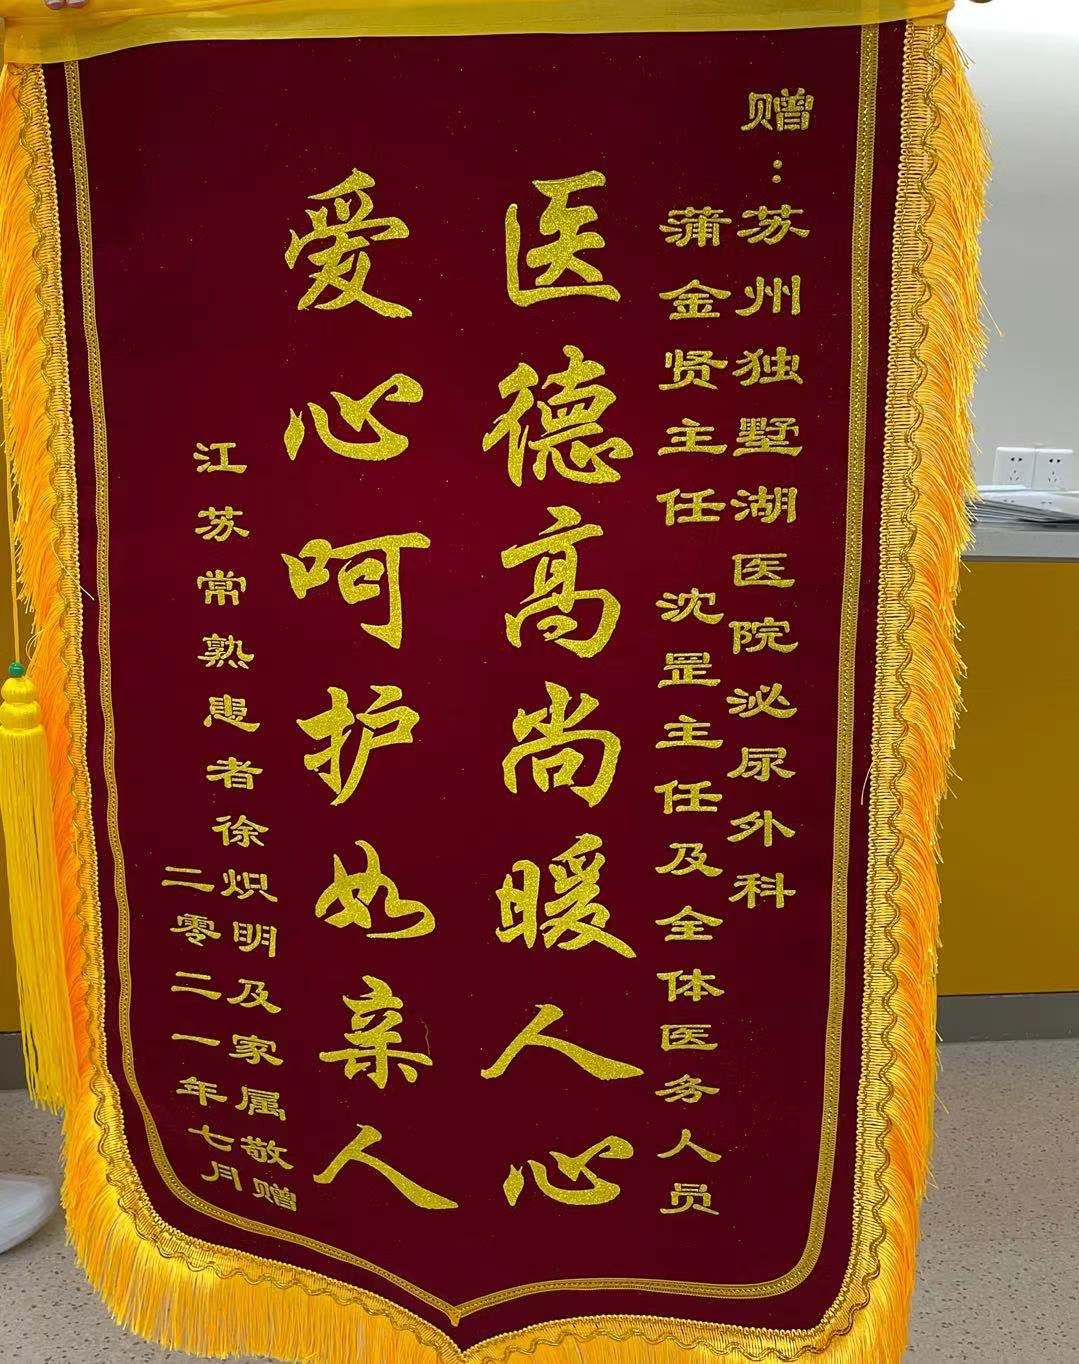 赠：苏州独墅湖医院泌尿外科
蒲金贤主任 沈罡主任及全体医务人员
医德高尚暖人心
爱心呵护如亲人
江苏常熟患者徐炽明及家属敬赠
二零二一年七月